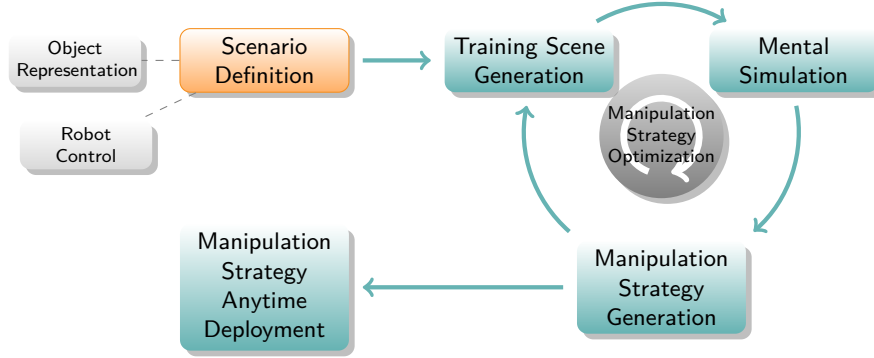 Object
Representation
Scenario
Definition
Training Scene
Generation
Mental
Simulation
Robot
Control
Manipulation
Strategy
Optimization
Manipulation
Strategy
Anytime
Deployment
Manipulation
Strategy
Generation